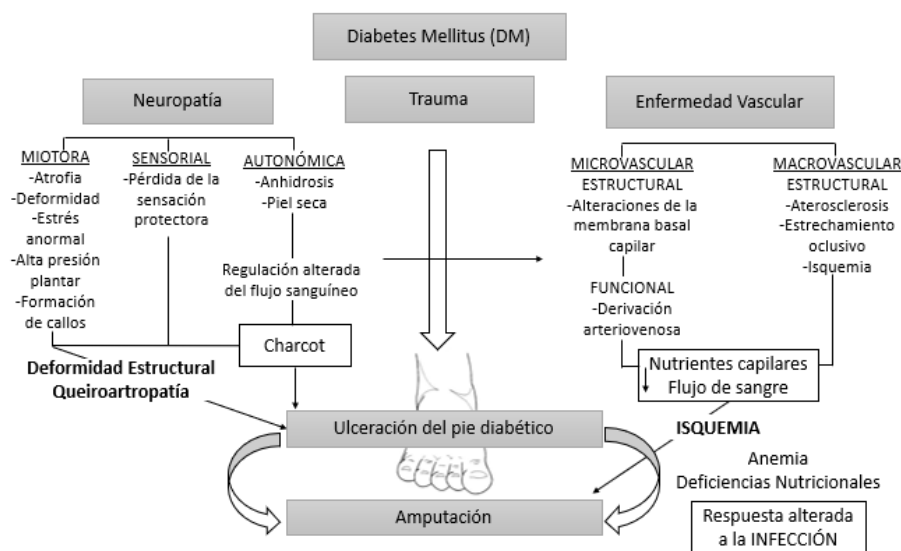 Diabetes Mellitus (DM)
Neuropatía
Trauma
Enfermedad Vascular
MIOTORA
-Atrofia
-Deformidad
-Estrés
anormal
-Alta presión
plantar
-Formación
de callos
SENSORIAL
-Pérdida de la
sensación
protectora
AUTONÓMICA
-Anhidrosis
-Piel seca
Regulación alterada
del flujo sanguíneo
Charcot
MICROVASCULAR
ESTRUCTURAL
-Alteraciones de la
membrana basal
capilar
FUNCIONAL
-Derivación
arteriovenosa
MACROVASCULAR
ESTRUCTURAL
-Aterosclerosis
-Estrechamiento
oclusivo
-Isquemia
Deformidad Estructural
Queiroartropatía
Nutrientes capilares
Flujo de sangre
Ulceración del pie diabético
ISQUEMIA
Anemia
Deficiencias Nutricionales
Amputación
Respuesta alterada
a la INFECCIÓN